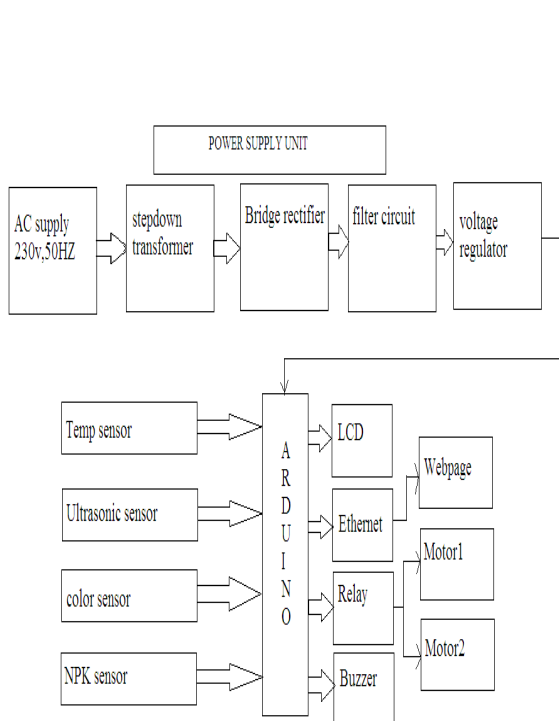 POWER SUPPLY UNIT
AC supply
230v,50HZ
stepdown
transformer
Bridge rectifier
filter circuit
voltage
regulator
Temp sensor
Ultrasonic sensor
color sensor
NPK sensor
A
R
D
U
I
N
O
LCD
Ethernet
Relay
Buzzer
Webpage
Motor1
Motor2